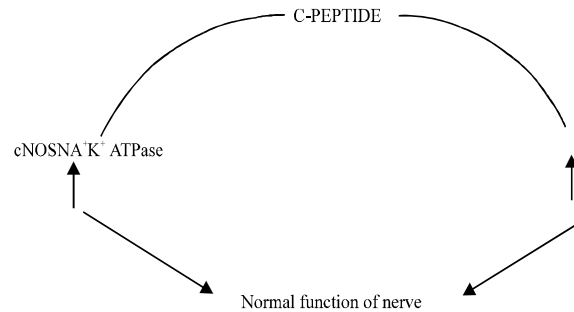 C-PEPTIDE
cNOSNA⁺K⁺ ATPase
Normal function of nerve